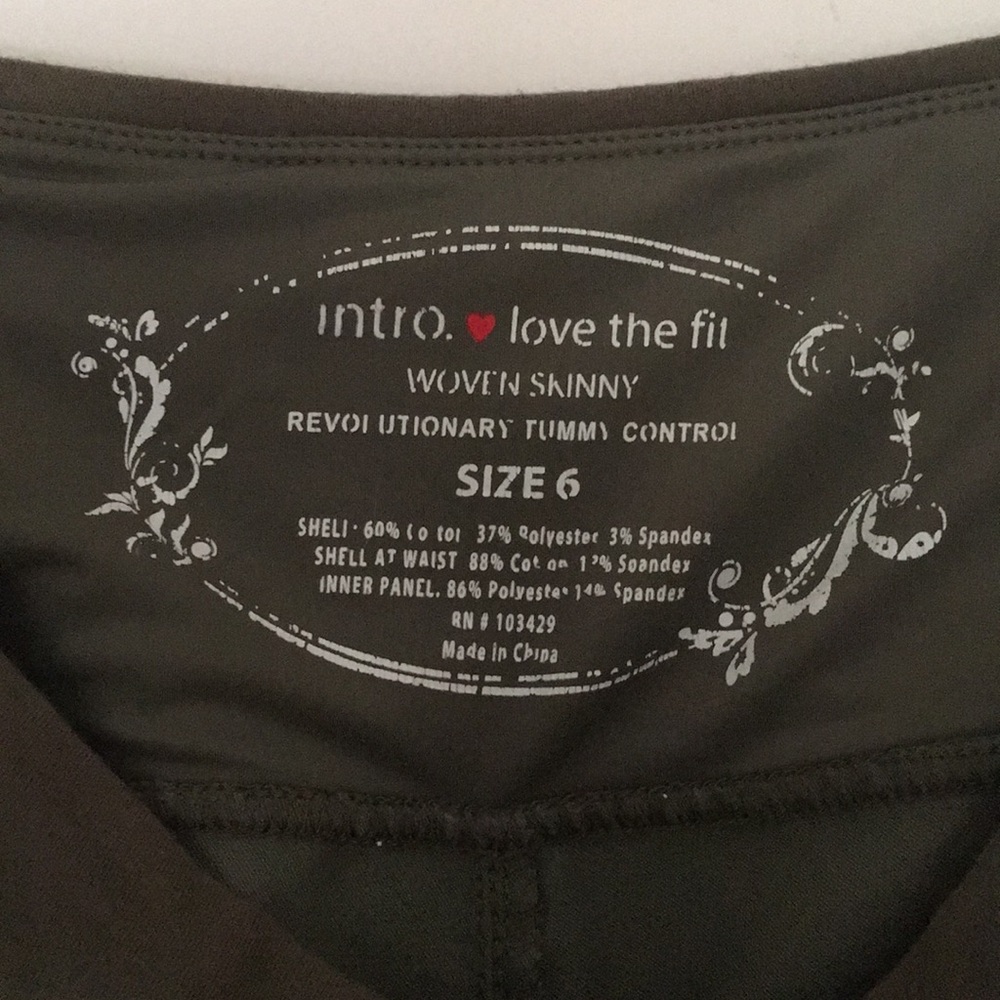 intro. ♥ love the fit
WOVEN SKINNY
REVOLUTIONARY TUMMY CONTROL
SIZE 6
SHELL: 60% Cotton 37% Polyester 3% Spandex
SHELL AT WAIST 88% Cotton 12% Spandex
INNER PANEL. 86% Polyester 14% Spandex
RN # 103429
Made in China